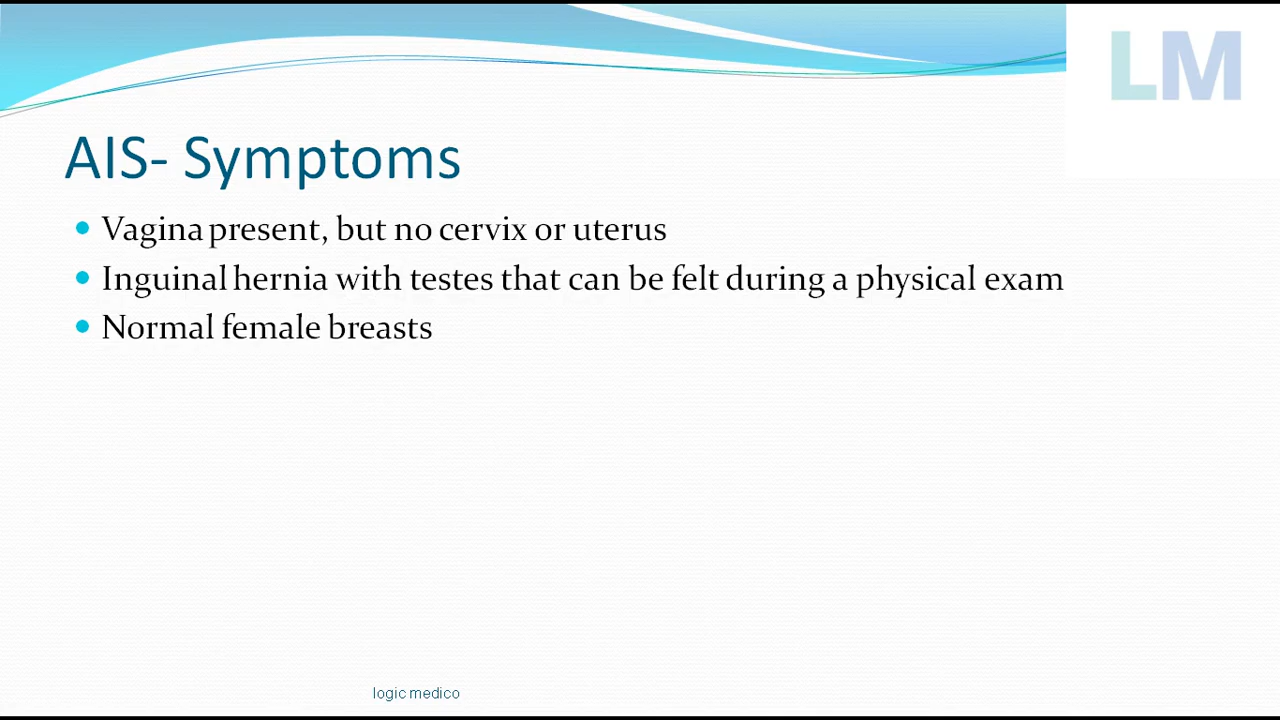 LM
AIS- Symptoms
Vagina present, but no cervix or uterus
Inguinal hernia with testes that can be felt during a physical exam
Normal female breasts
logic medico